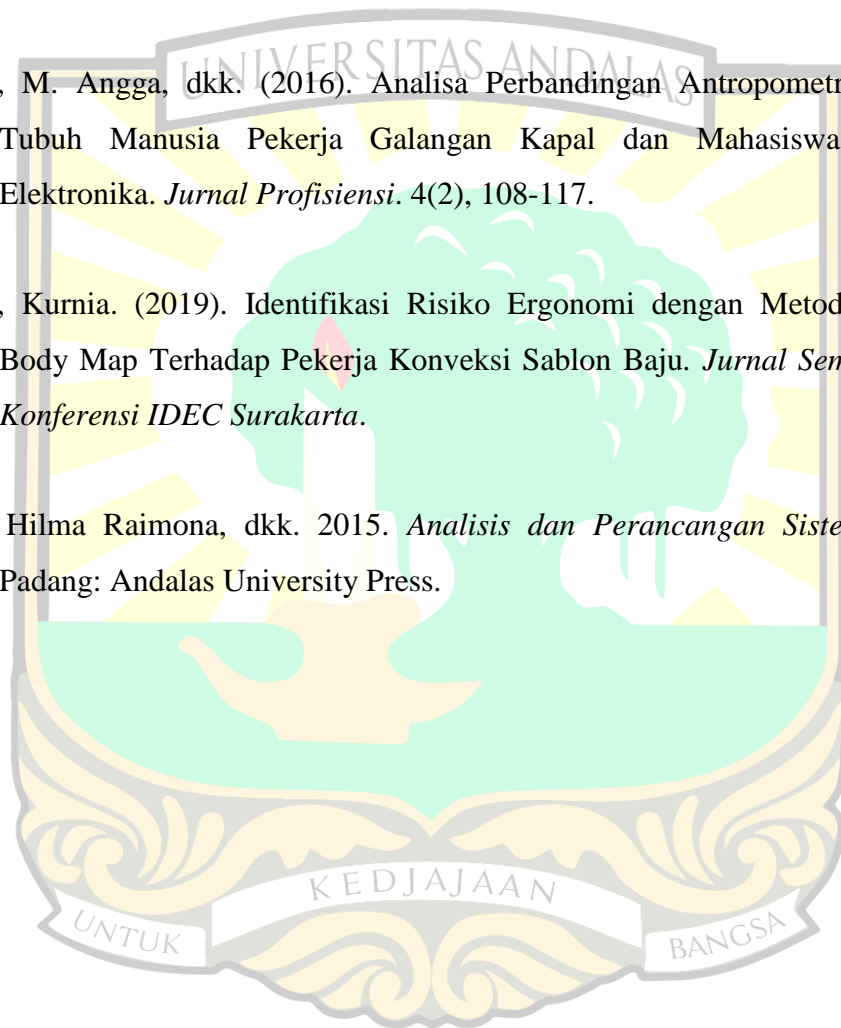 UNIVERSITAS ANDALAS
, M. Angga, dkk. (2016). Analisa Perbandingan Antropometr
Tubuh Manusia Pekerja Galangan Kapal dan Mahasiswa
Elektronika. Jurnal Profisiensi. 4(2), 108-117.
, Kurnia. (2019). Identifikasi Risiko Ergonomi dengan Metod
Body Map Terhadap Pekerja Konveksi Sablon Baju. Jurnal Sem
Konferensi IDEC Surakarta.
Hilma Raimona, dkk. 2015. Analisis dan Perancangan Siste
Padang: Andalas University Press.
KEDJAJAAN
UNTUK BANGSA